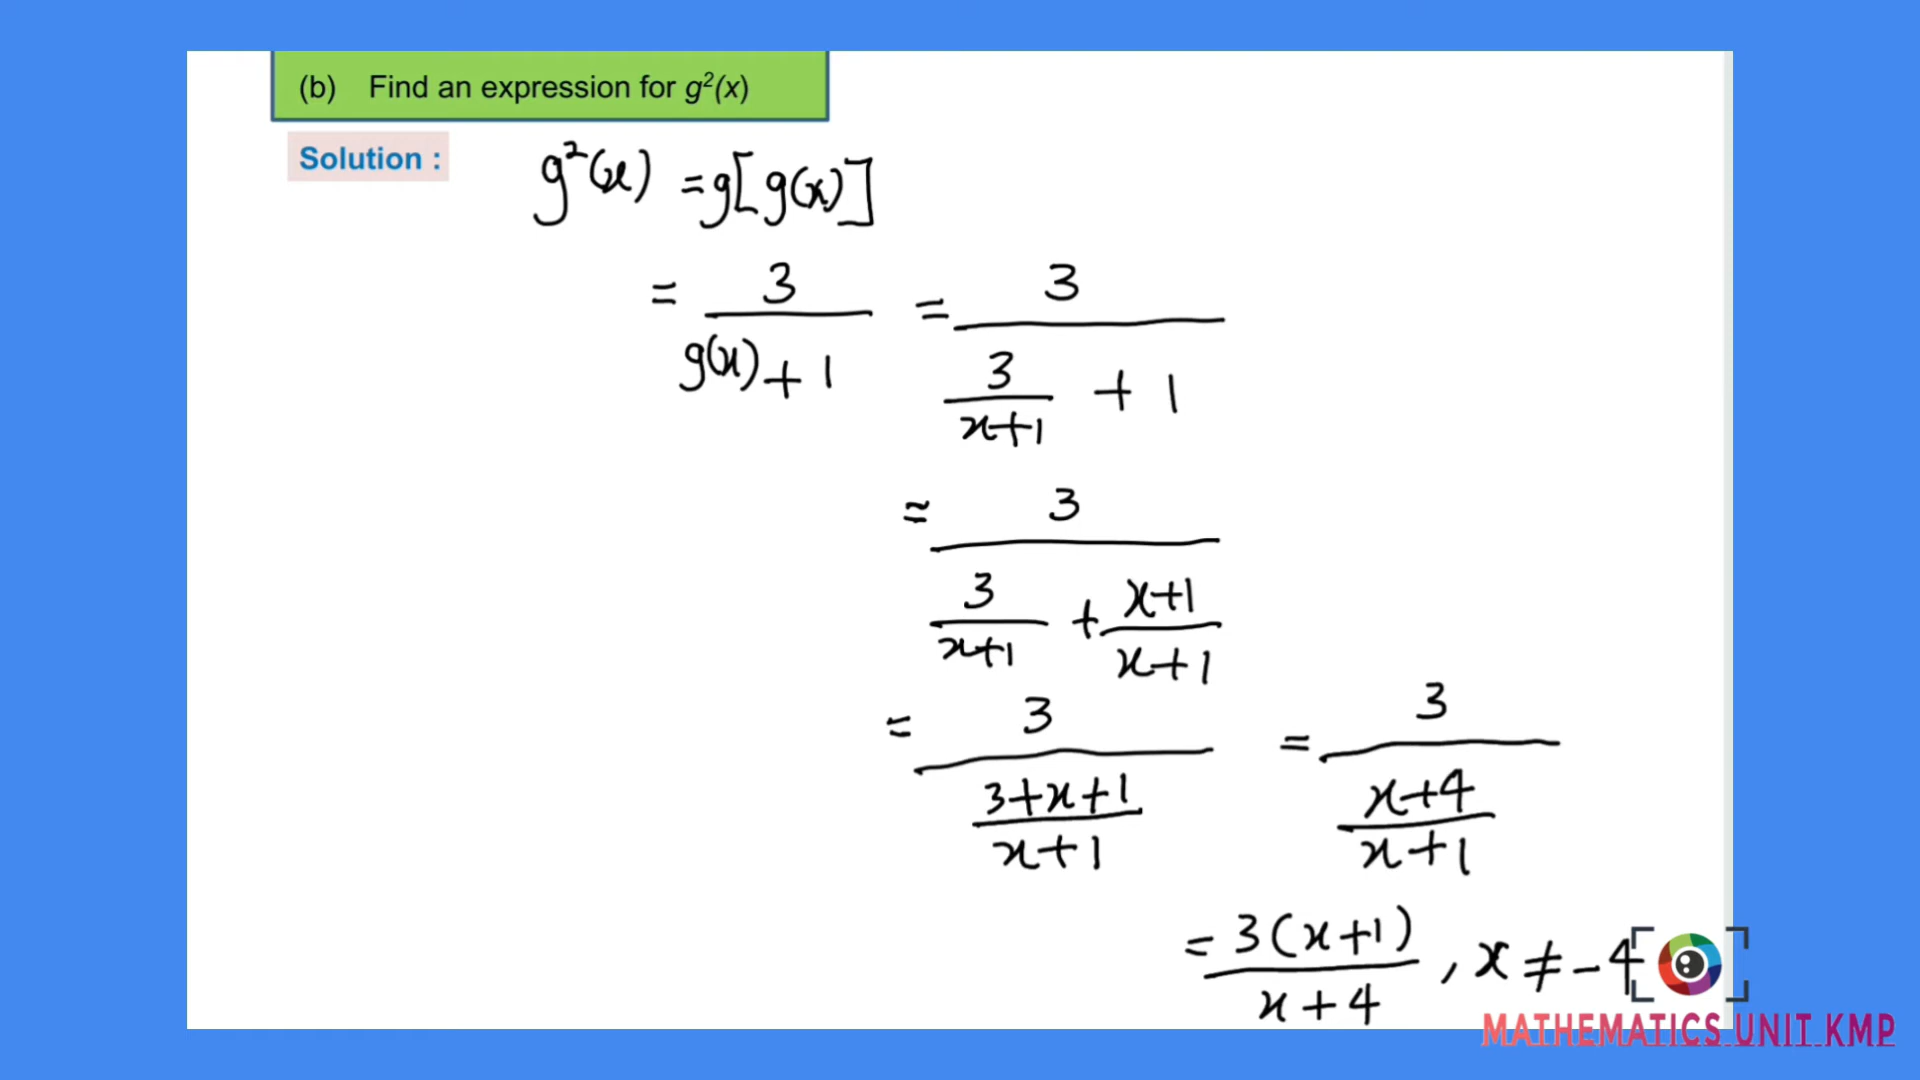 (b) Find an expression for g²(x)
Solution :
g²(x) = g[g(x)]
= 3/(g(x) + 1) = 3/(3/(x+1) + 1)
= 3/(3/(x+1) + (x+1)/(x+1))
= 3/((3+x+1)/(x+1)) = 3/((x+4)/(x+1))
= 3(x+1)/(x+4) , x ≠ -4
MATHEMATICS UNIT KMP